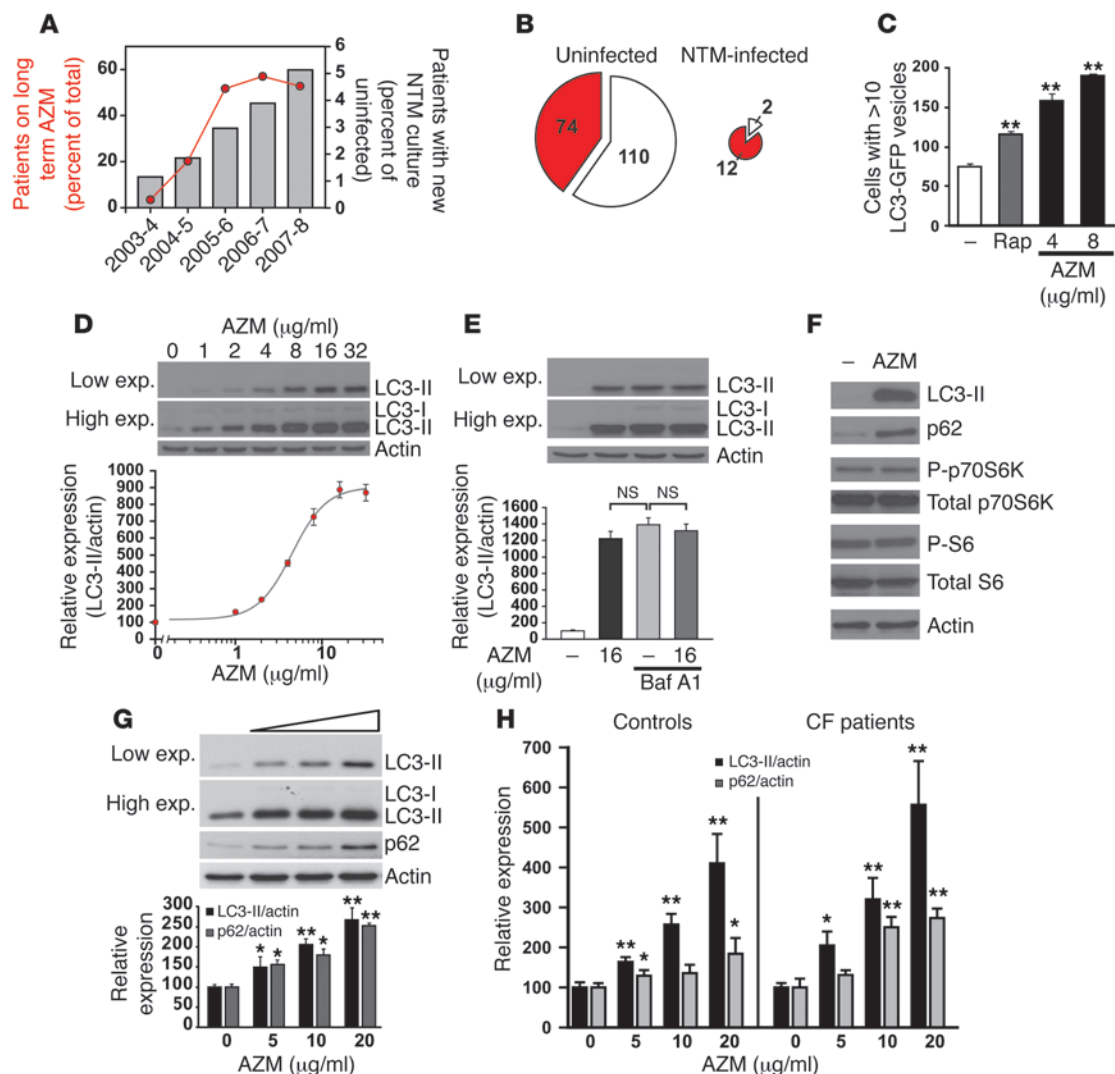 A
Patients on long
term AZM
(percent of total)
60
40
20
0
6
5
4
3
2
1
0
Patients with new
NTM culture
(percent of
uninfected)
2003-4
2004-5
2005-6
2006-7
2007-8
B
Uninfected
NTM-infected
74
110
2
12
C
Cells with >10
LC3-GFP vesicles
200
150
100
50
0
**
**
**
– Rap 4 8
AZM
(μg/ml)
D
AZM (μg/ml)
0 1 2 4 8 16 32
Low exp.
LC3-II
High exp.
LC3-I
LC3-II
Actin
Relative expression
(LC3-II/actin)
1000
900
800
700
600
500
400
300
200
100
0
0 1 10
AZM (μg/ml)
E
Low exp.
LC3-II
High exp.
LC3-I
LC3-II
Actin
Relative expression
(LC3-II/actin)
NS NS
1400
1200
1000
800
600
400
200
0
AZM – 16 – 16
(μg/ml) Baf A1
F
– AZM
LC3-II
p62
P-p70S6K
Total p70S6K
P-S6
Total S6
Actin
G
Low exp.
LC3-II
High exp.
LC3-I
LC3-II
p62
Actin
Relative
expression
300
250
200
150
100
50
0
LC3-II/actin
p62/actin
* *
** *
** **
0 5 10 20
AZM (μg/ml)
H
Controls CF patients
Relative expression
700
600
500
400
300
200
100
0
LC3-II/actin
p62/actin
** *
**
** *
*
** **
** **
0 5 10 20 0 5 10 20
AZM (μg/ml)